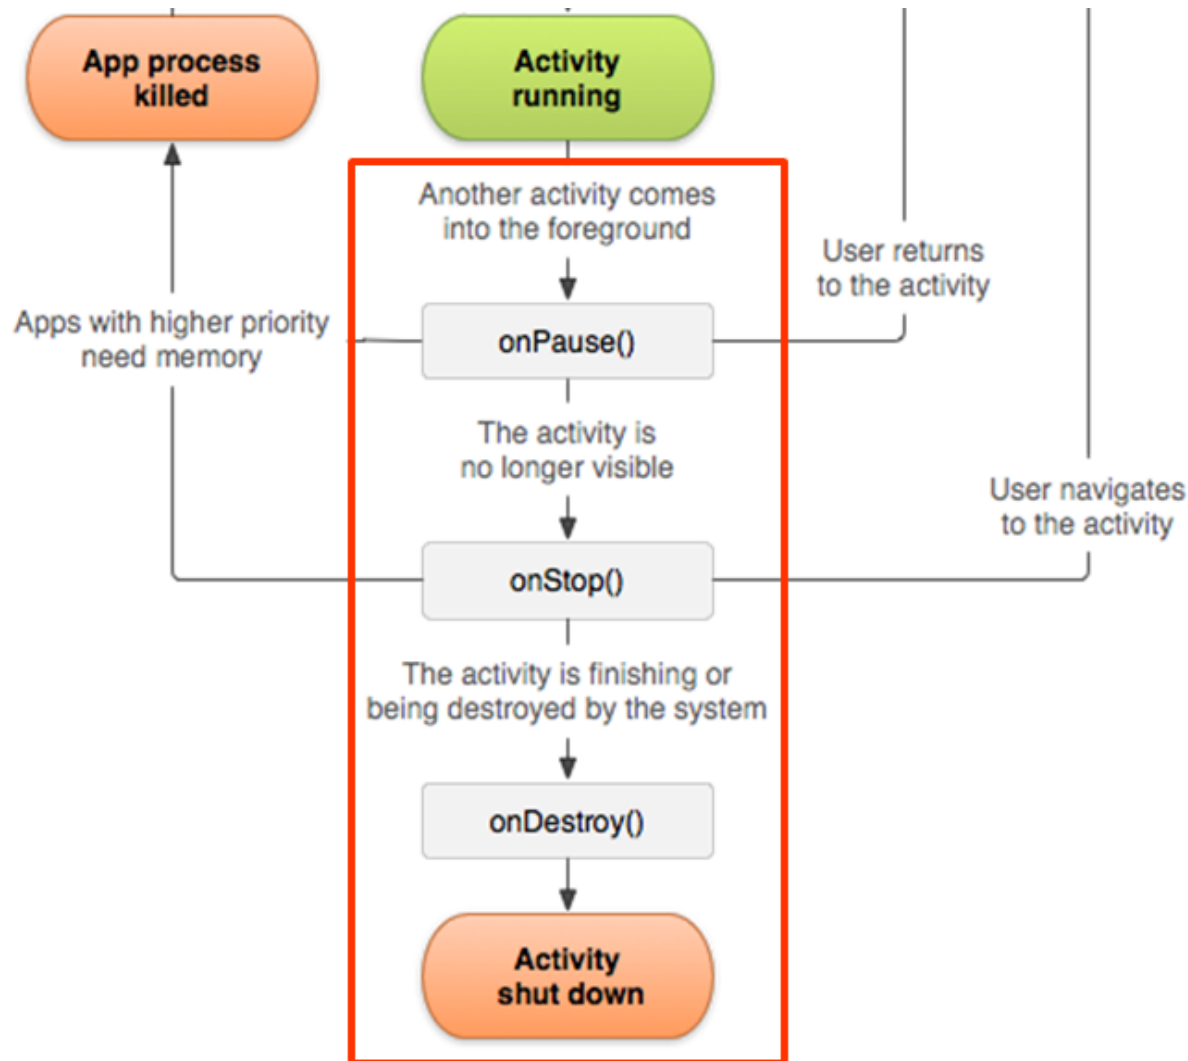 App process
killed
Activity
running
Another activity comes
into the foreground
User returns
to the activity
Apps with higher priority
need memory
onPause()
The activity is
no longer visible
User navigates
to the activity
onStop()
The activity is finishing or
being destroyed by the system
onDestroy()
Activity
shut down